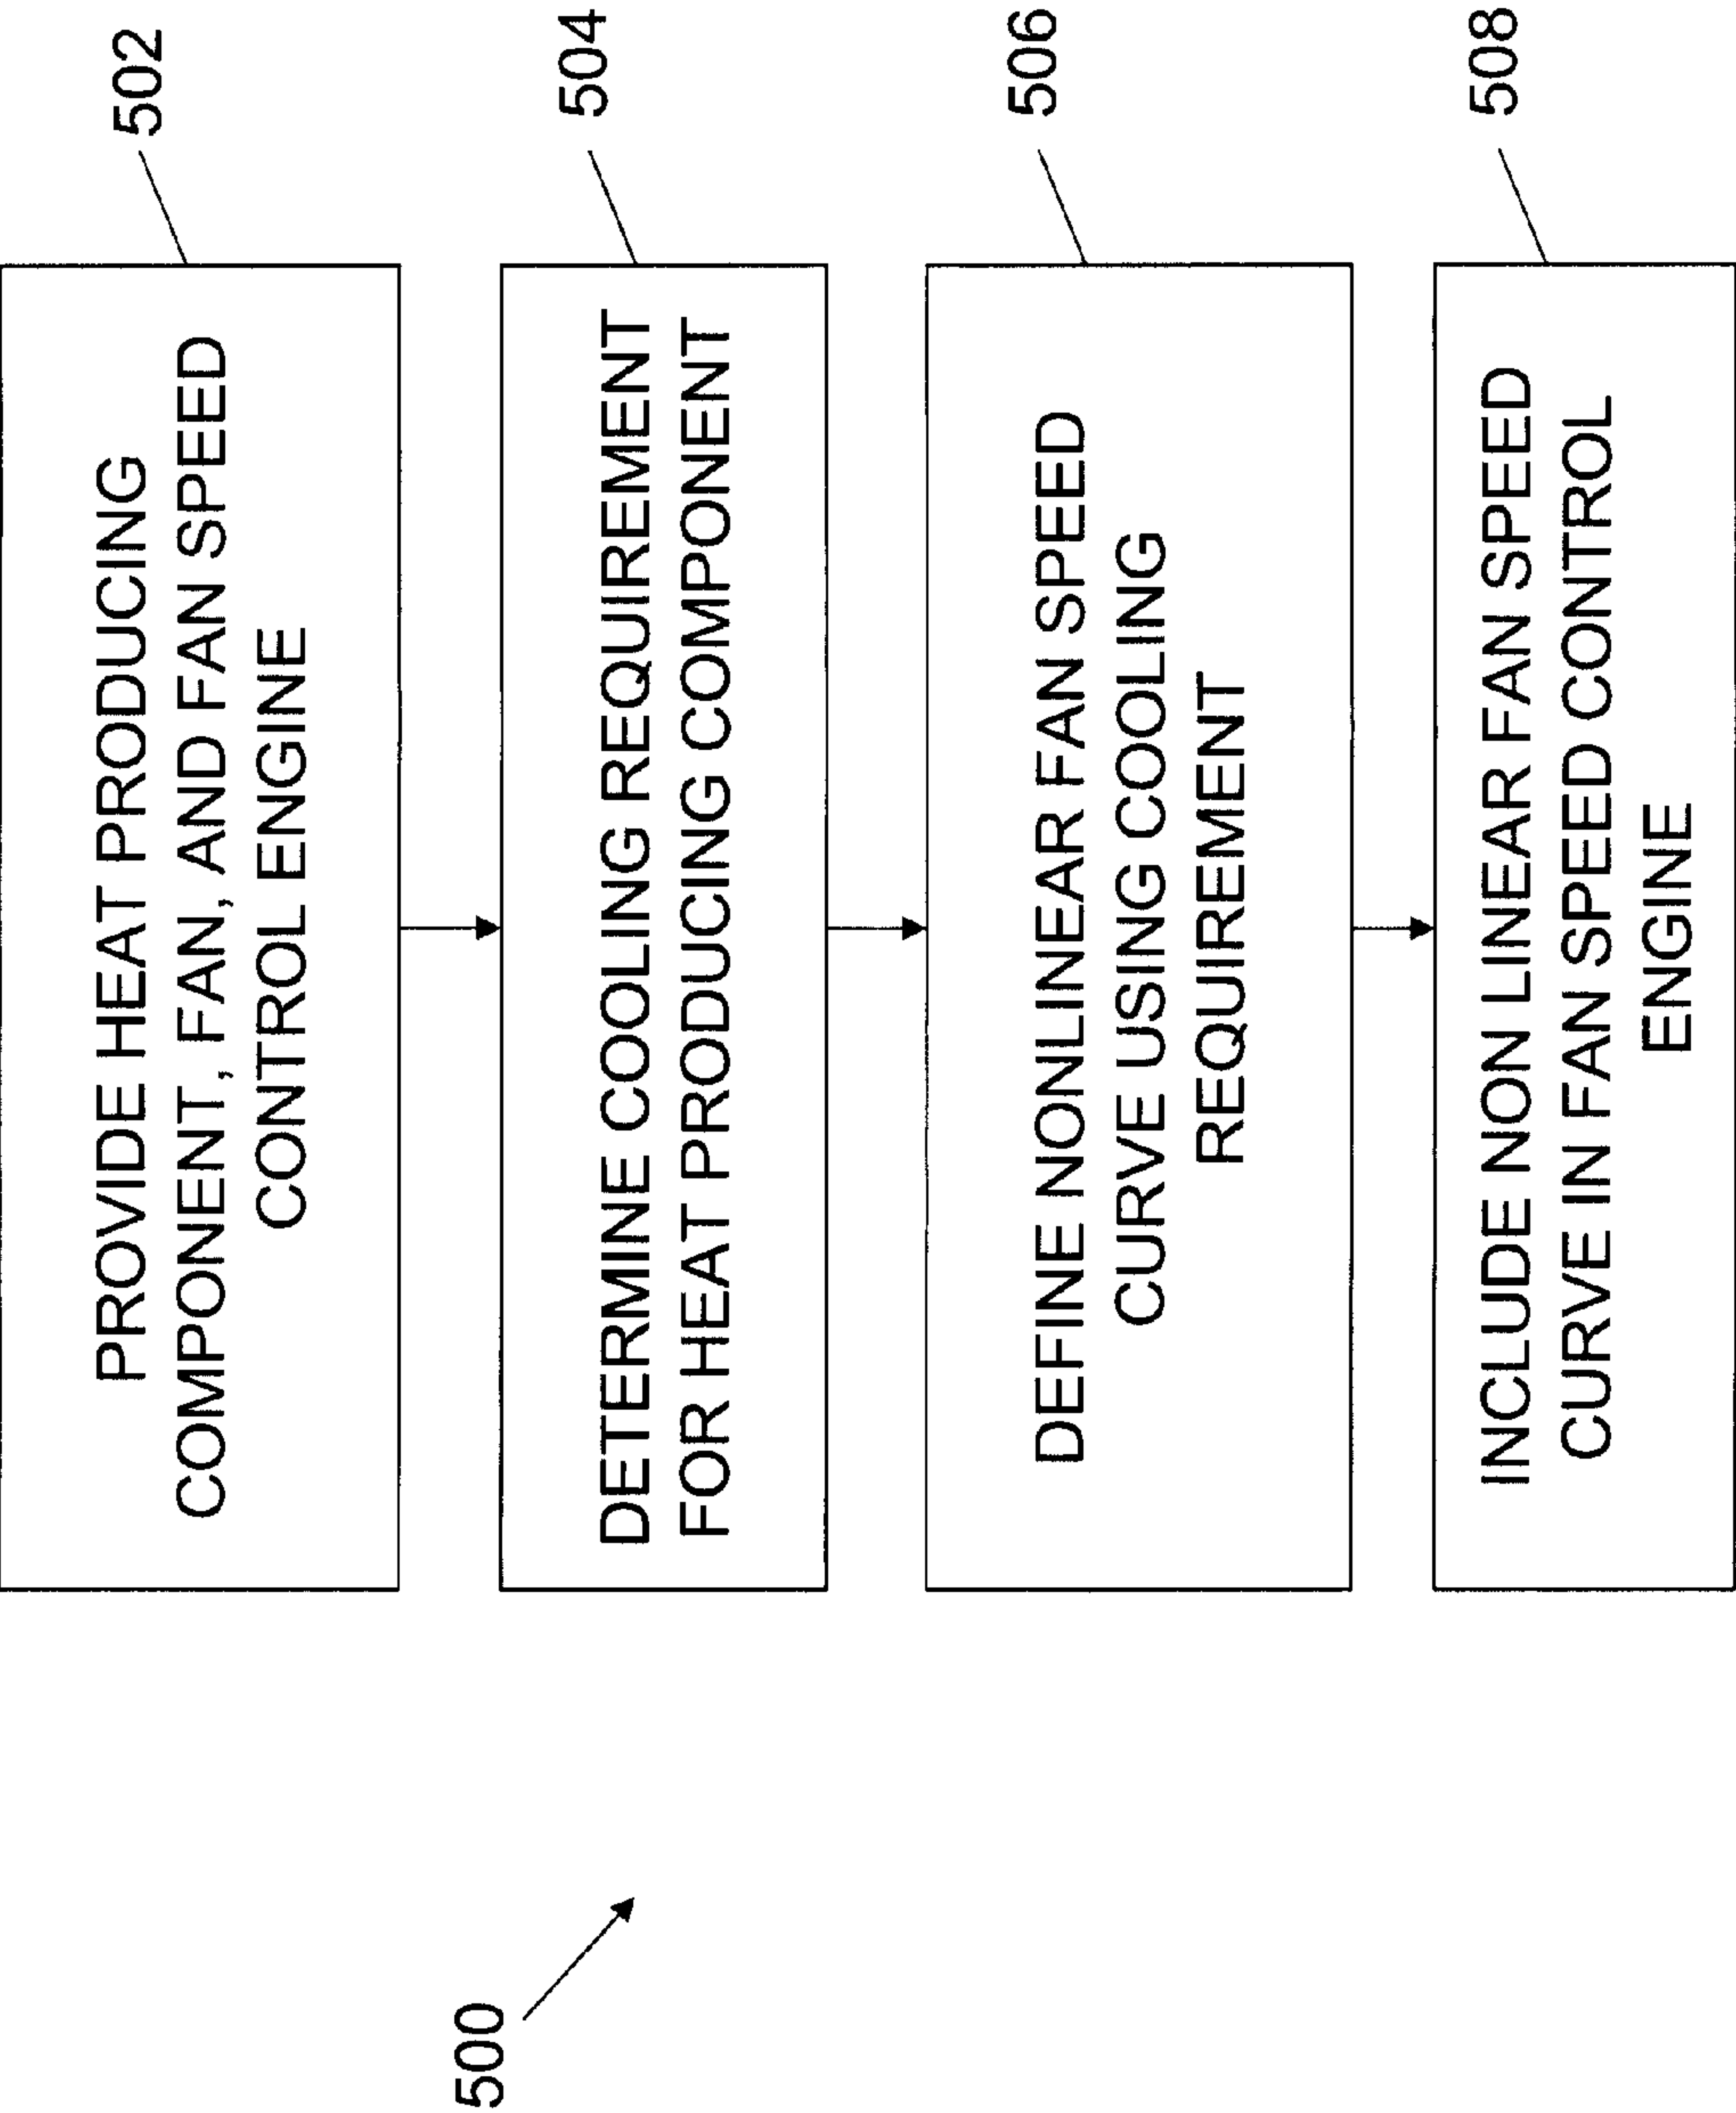 500
PROVIDE HEAT PRODUCING
COMPONENT, FAN, AND FAN SPEED
CONTROL ENGINE
502
DETERMINE COOLING REQUIREMENT
FOR HEAT PRODUCING COMPONENT
504
DEFINE NONLINEAR FAN SPEED
CURVE USING COOLING
REQUIREMENT
506
INCLUDE NON LINEAR FAN SPEED
CURVE IN FAN SPEED CONTROL
ENGINE
508